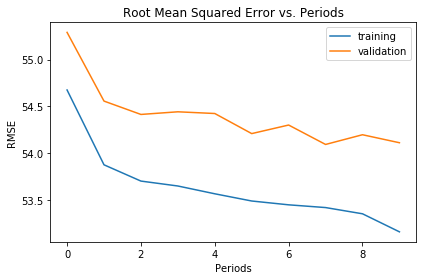 Root Mean Squared Error vs. Periods
training
validation
RMSE
55.0
54.5
54.0
53.5
0 2 4 6 8
Periods